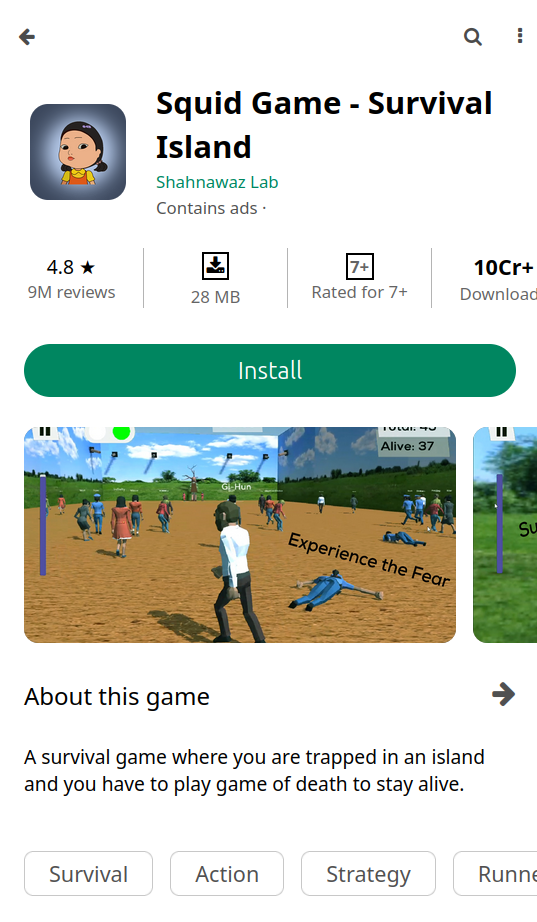 Squid Game - Survival
Island
Shahnawaz Lab
Contains ads ·
4.8 ★
9M reviews
28 MB
7+
Rated for 7+
10Cr+
Download
Install
Total: 45
Alive: 37
Gi-Hun
Experience the Fear
Su
About this game
A survival game where you are trapped in an island
and you have to play game of death to stay alive.
Survival
Action
Strategy
Runne